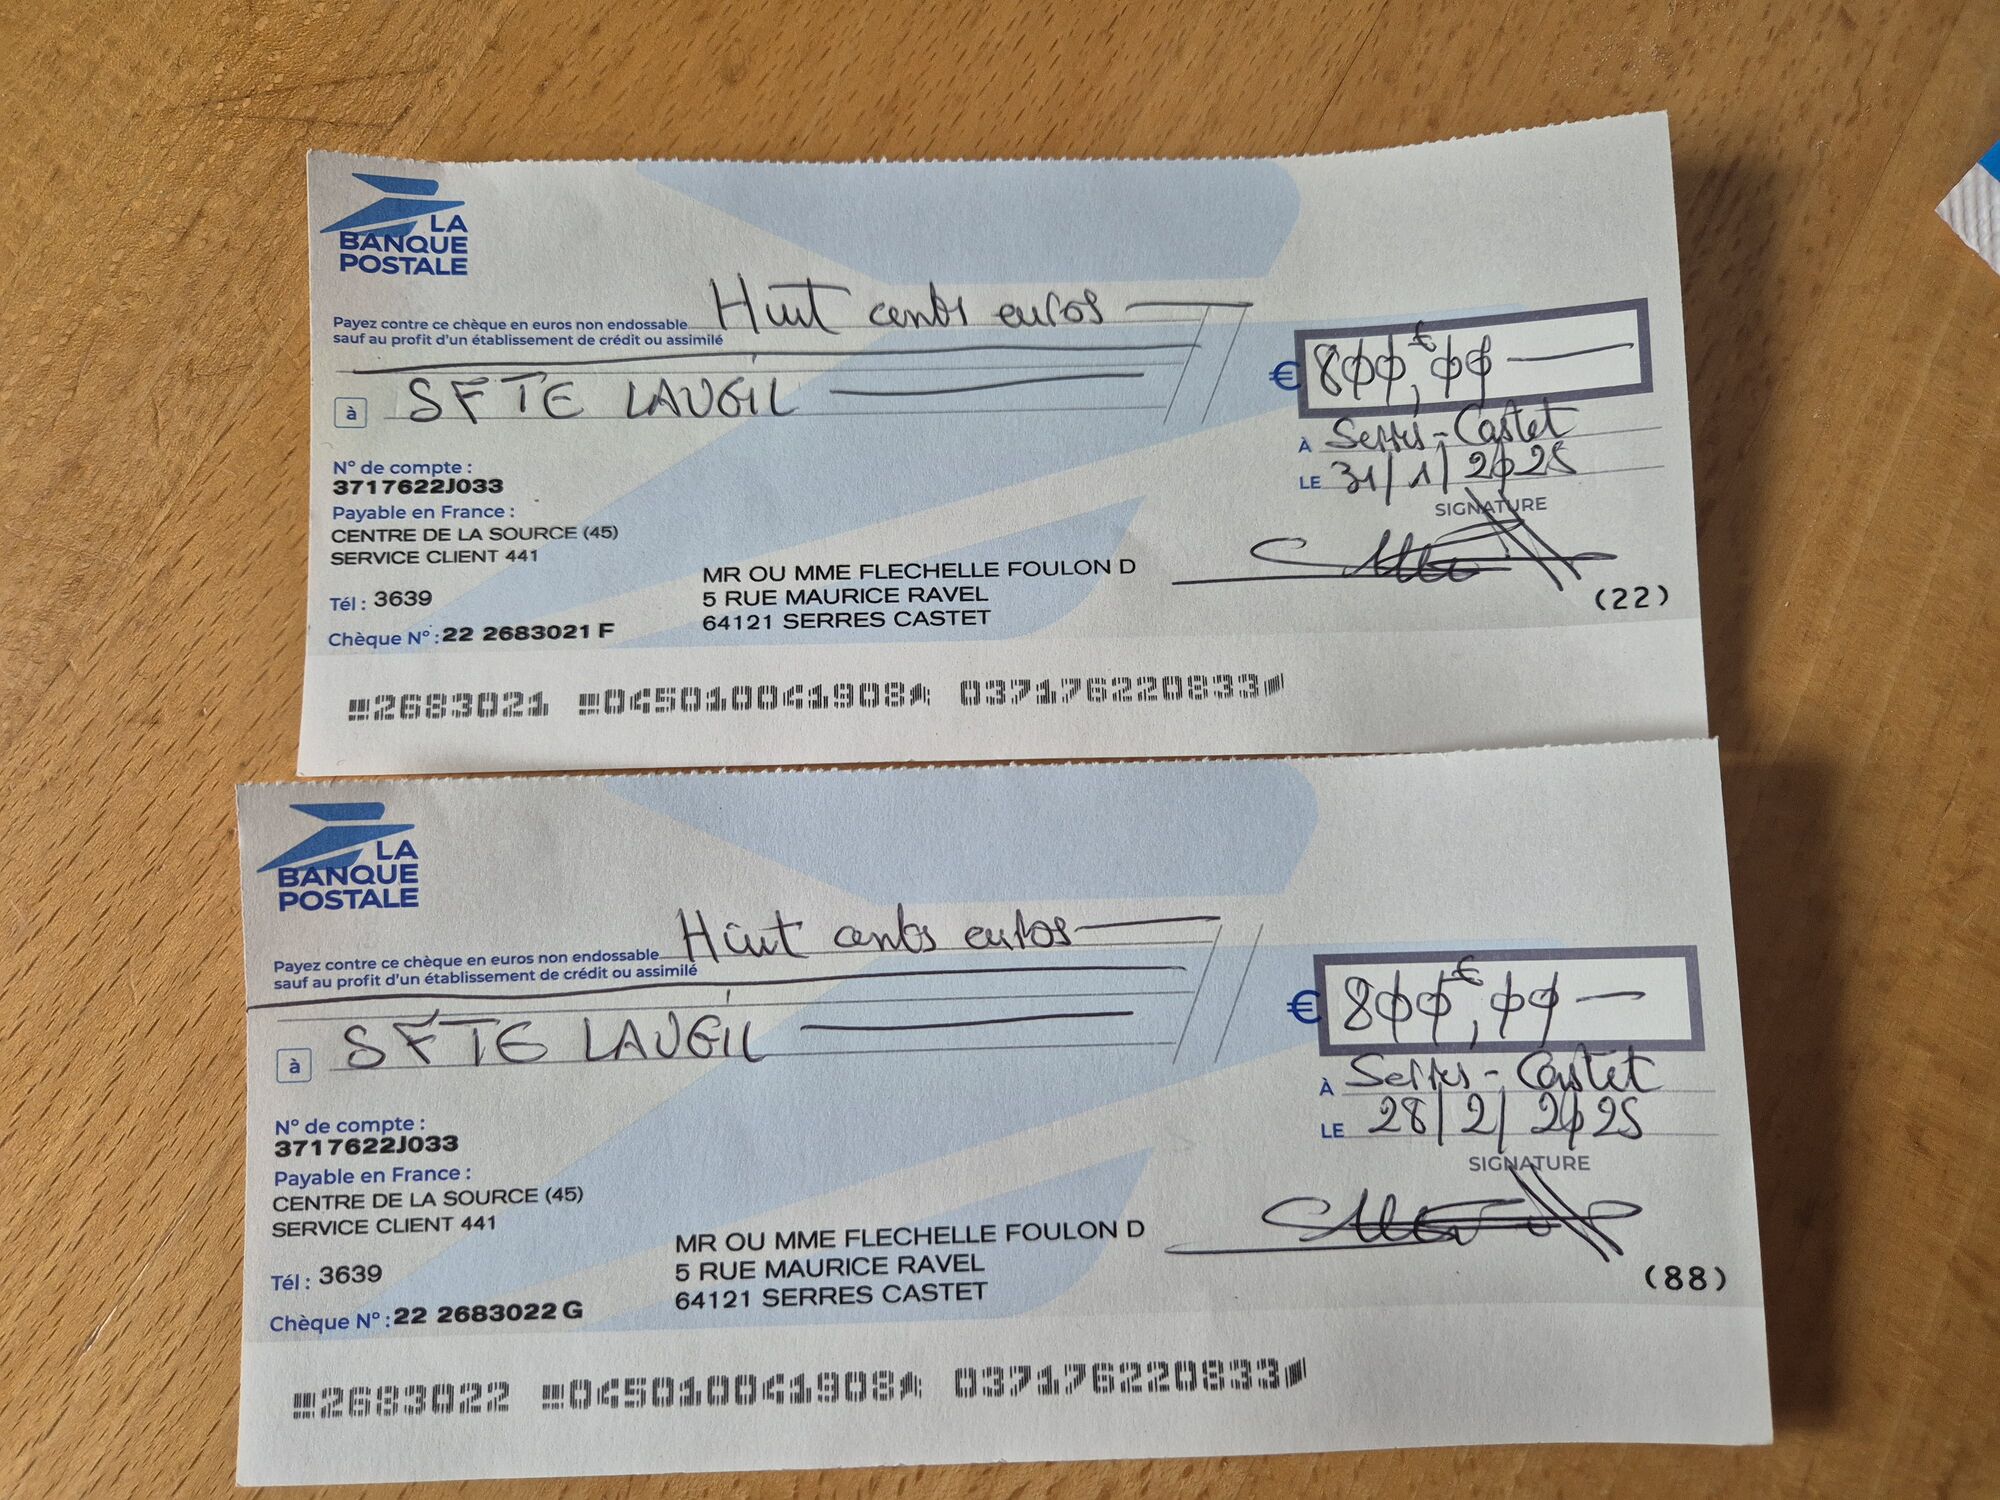 LA
BANQUE
POSTALE
Huit cents euros
Payez contre ce chèque en euros non endossable
sauf au profit d'un établissement de crédit ou assimilé
€ 800€,00
à SFTE LAUGIL
À Serres-Castet
LE 31/1/2025
SIGNATURE
N° de compte :
3717622J033
Payable en France :
CENTRE DE LA SOURCE (45)
SERVICE CLIENT 441
MR OU MME FLECHELLE FOULON D
5 RUE MAURICE RAVEL
64121 SERRES CASTET
(22)
Tél : 3639
Chèque N° : 22 2683021 F
2683021 045010041908 037176220833
LA
BANQUE
POSTALE
Huit cents euros
Payez contre ce chèque en euros non endossable
sauf au profit d'un établissement de crédit ou assimilé
€ 800€,00
à SFTE LAUGIL
À Serres-Castet
LE 28/2/2025
SIGNATURE
N° de compte :
3717622J033
Payable en France :
CENTRE DE LA SOURCE (45)
SERVICE CLIENT 441
MR OU MME FLECHELLE FOULON D
5 RUE MAURICE RAVEL
64121 SERRES CASTET
(88)
Tél : 3639
Chèque N° : 22 2683022 G
2683022 045010041908 037176220833